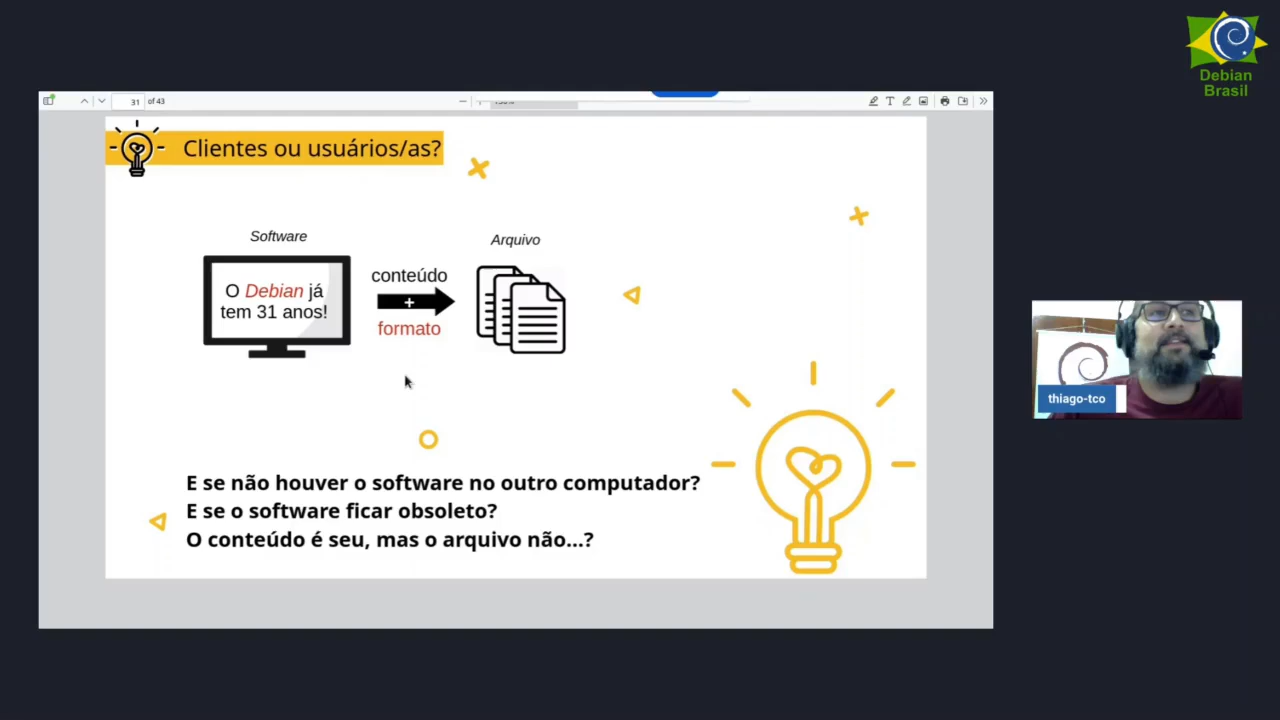 Debian
Brasil
31 of 43
Clientes ou usuários/as?
Software
Arquivo
O Debian já
tem 31 anos!
conteúdo
+
formato
E se não houver o software no outro computador?
E se o software ficar obsoleto?
O conteúdo é seu, mas o arquivo não...?
thiago-tco